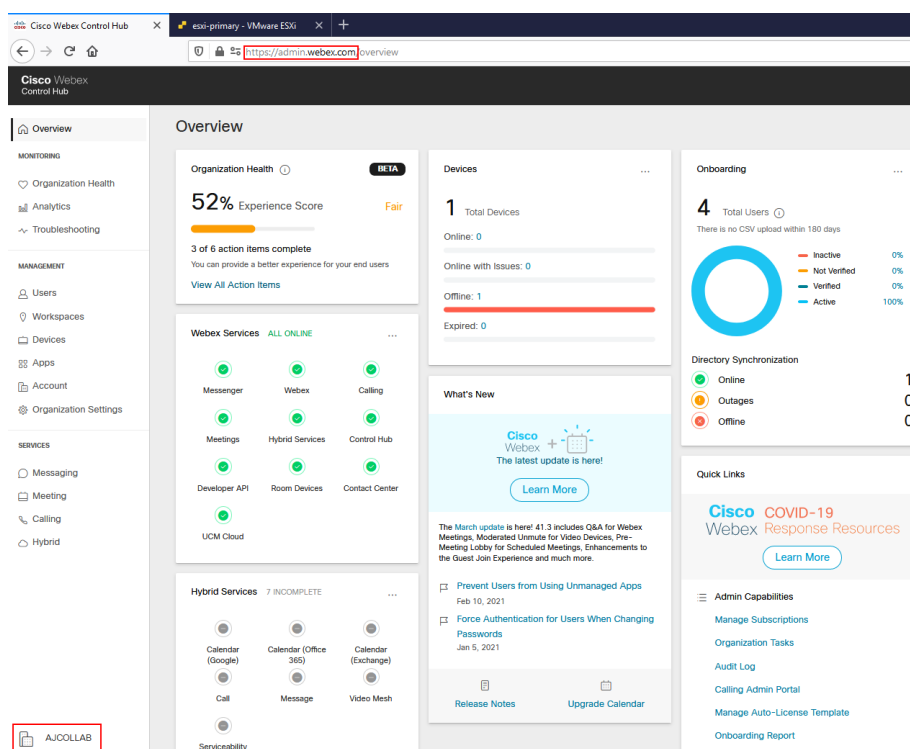 Cisco Webex Control Hub
esxi-primary - VMware ESXi
https://admin.webex.com/overview
Cisco Webex
Control Hub
Overview
MONITORING
Organization Health
Analytics
Troubleshooting
MANAGEMENT
Users
Workspaces
Devices
Apps
Account
Organization Settings
SERVICES
Messaging
Meeting
Calling
Hybrid
AJCOLLAB
Overview
Organization Health
BETA
52% Experience Score
Fair
3 of 6 action items complete
You can provide a better experience for your end users
View All Action Items
Webex Services ALL ONLINE
Messenger Webex Calling
Meetings Hybrid Services Control Hub
Developer API Room Devices Contact Center
UCM Cloud
Hybrid Services 7 INCOMPLETE
Calendar (Google)
Calendar (Office 365)
Calendar (Exchange)
Call Message Video Mesh
Serviceability
Devices
1 Total Devices
Online: 0
Online with Issues: 0
Offline: 1
Expired: 0
What's New
Cisco
Webex +
The latest update is here!
Learn More
The March update is here! 41.3 includes Q&A for Webex
Meetings, Moderated Unmute for Video Devices, Pre-
Meeting Lobby for Scheduled Meetings, Enhancements to
the Guest Join Experience and much more.
Prevent Users from Using Unmanaged Apps
Feb 10, 2021
Force Authentication for Users When Changing
Passwords
Jan 5, 2021
Release Notes Upgrade Calendar
Onboarding
4 Total Users
There is no CSV upload within 180 days
Inactive 0%
Not Verified 0%
Verified 0%
Active 100%
Directory Synchronization
Online 1
Outages 0
Offline 0
Quick Links
Cisco COVID-19
Webex Response Resources
Learn More
Admin Capabilities
Manage Subscriptions
Organization Tasks
Audit Log
Calling Admin Portal
Manage Auto-License Template
Onboarding Report